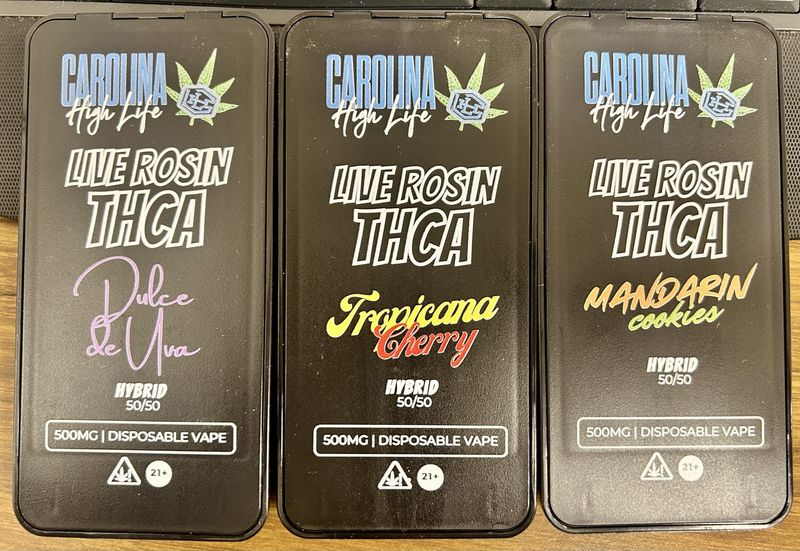 CAROLINA
High Life
LIVE ROSIN
THCA
Dulce
de Uva
HYBRID
50/50
500MG | DISPOSABLE VAPE
21+
CAROLINA
High Life
LIVE ROSIN
THCA
Tropicana
Cherry
HYBRID
50/50
500MG | DISPOSABLE VAPE
21+
CAROLINA
High Life
LIVE ROSIN
THCA
MANDARIN
cookies
HYBRID
50/50
500MG | DISPOSABLE VAPE
21+